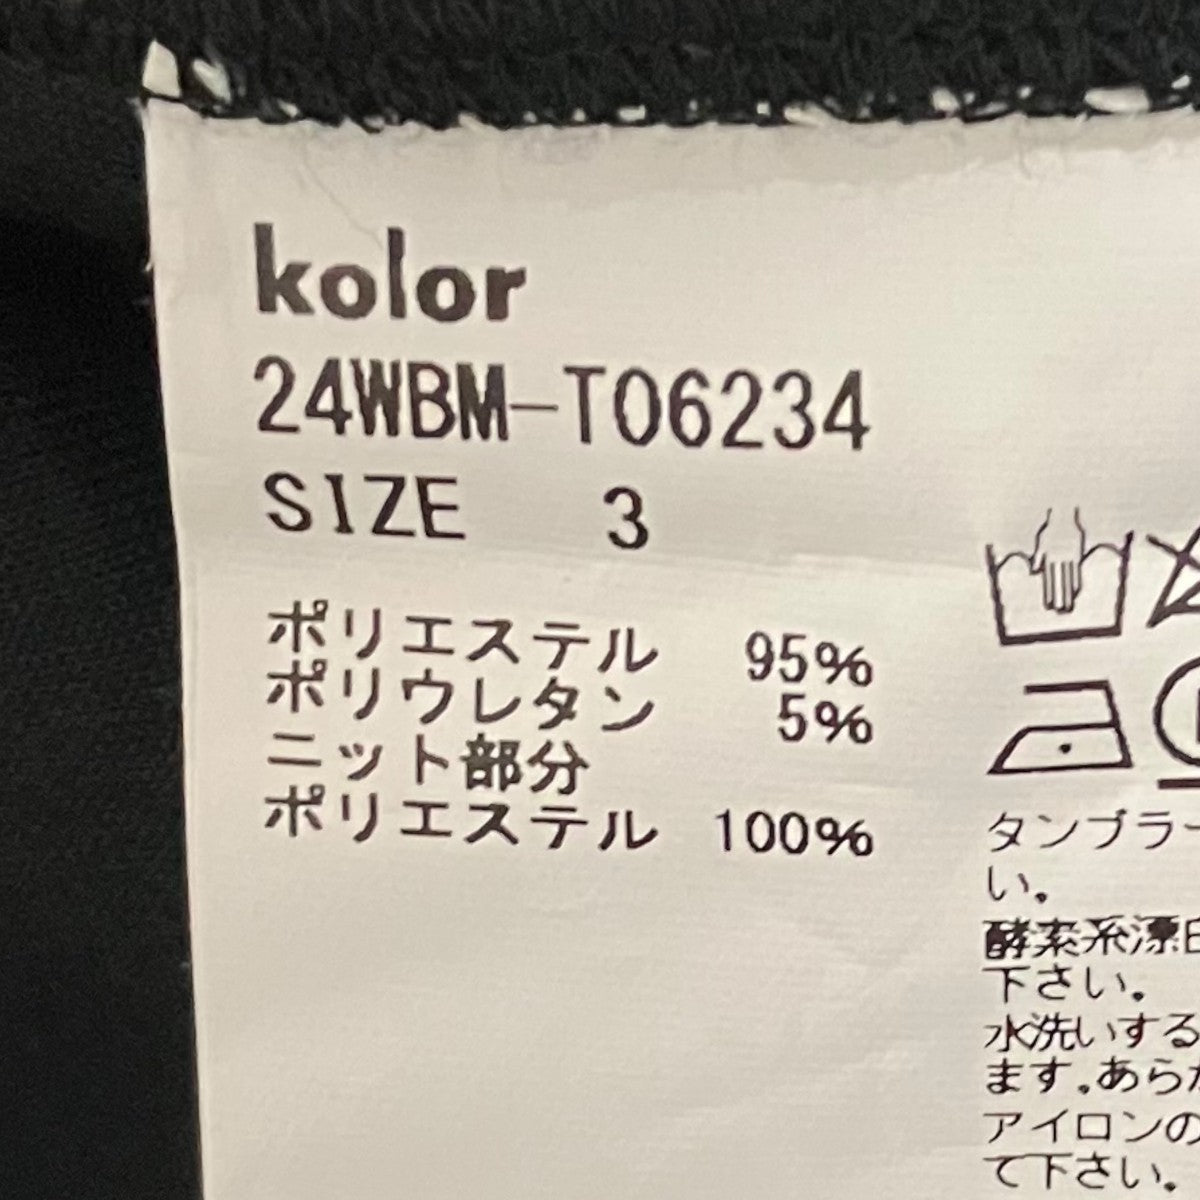 kolor
24WBM-T06234
SIZE 3
ポリエステル 95%
ポリウレタン 5%
ニット部分
ポリエステル 100%
タンブラー
い。
酵素系漂白
下さい。
水洗いする
ます。あらか
アイロンの
て下さい。